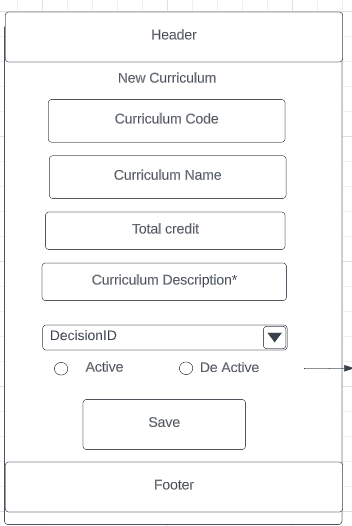 Header
New Curriculum
Curriculum Code
Curriculum Name
Total credit
Curriculum Description*
DecisionID
Active De Active
Save
Footer